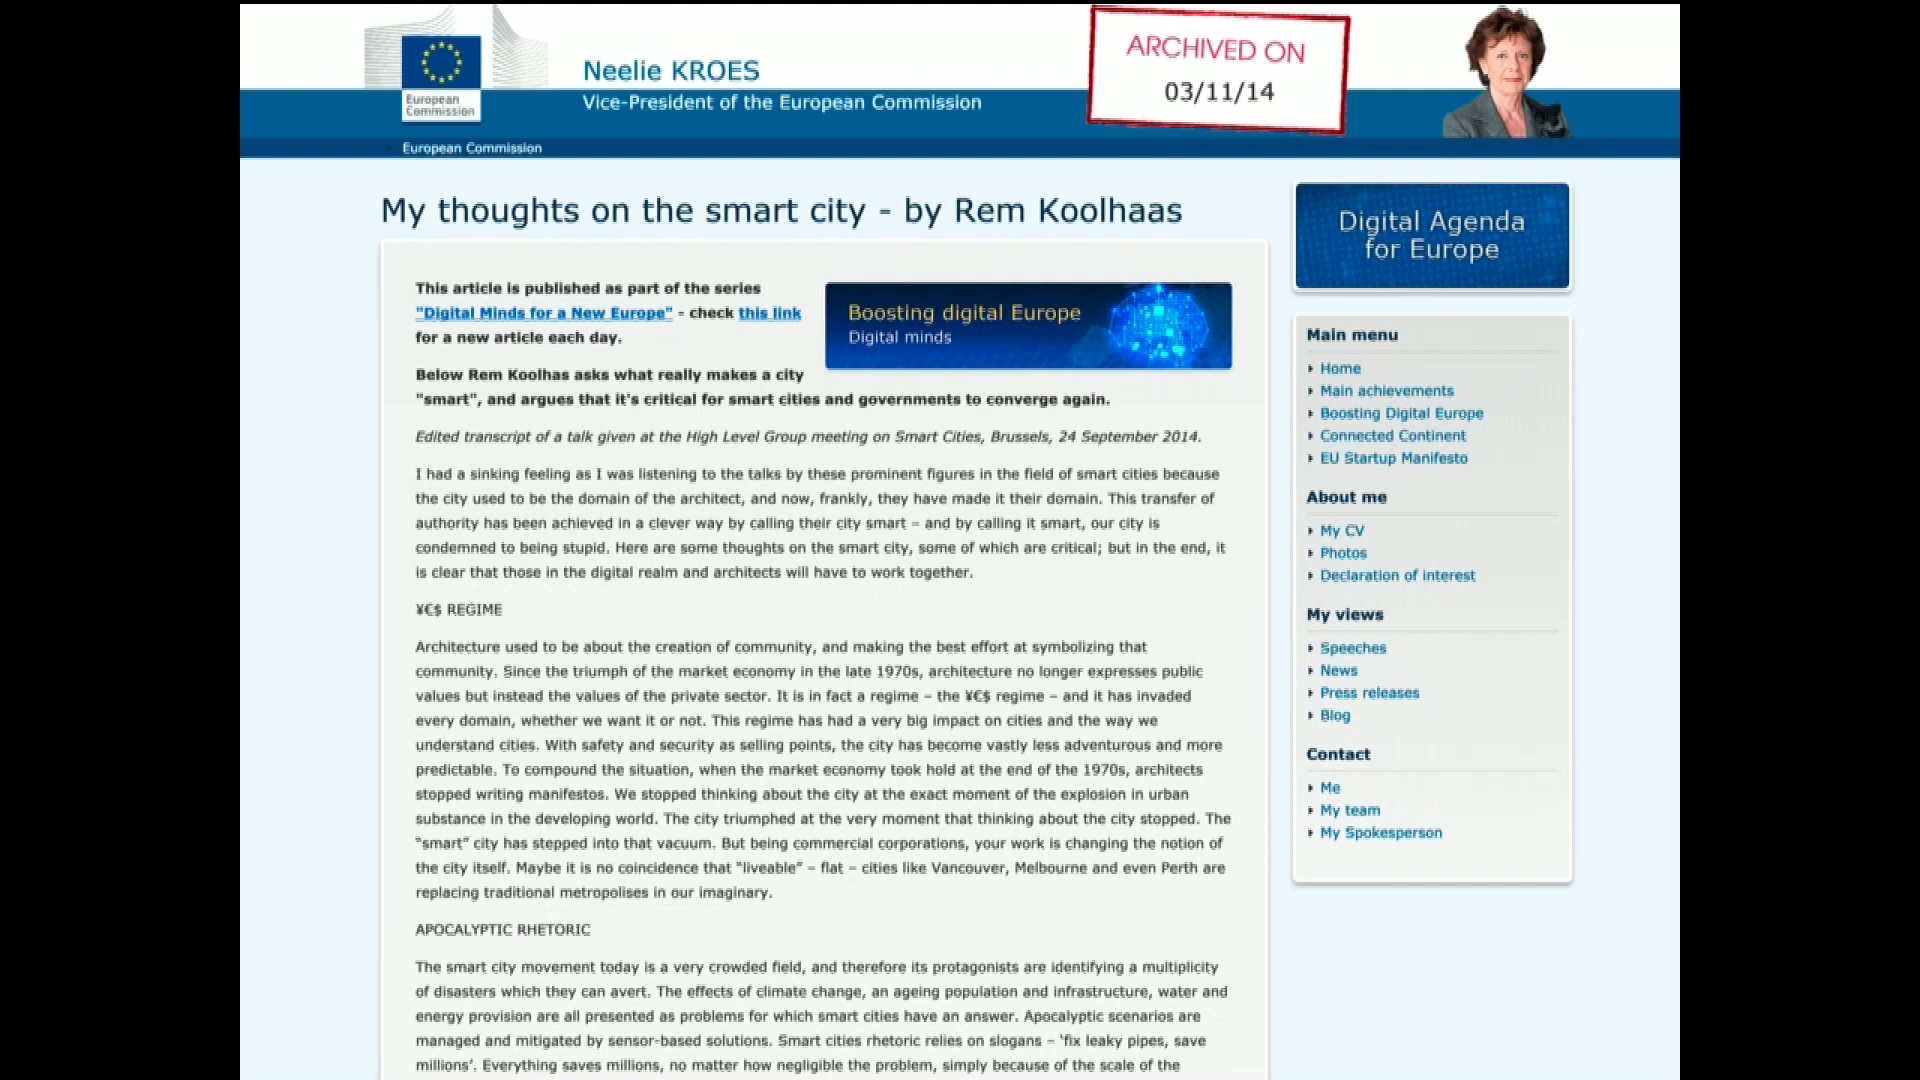 European
Commission
Neelie KROES
Vice-President of the European Commission
ARCHIVED ON
03/11/14
European Commission
My thoughts on the smart city - by Rem Koolhaas
This article is published as part of the series
"Digital Minds for a New Europe" - check this link
for a new article each day.
Boosting digital Europe
Digital minds
Below Rem Koolhas asks what really makes a city
"smart", and argues that it's critical for smart cities and governments to converge again.
Edited transcript of a talk given at the High Level Group meeting on Smart Cities, Brussels, 24 September 2014.
I had a sinking feeling as I was listening to the talks by these prominent figures in the field of smart cities because
the city used to be the domain of the architect, and now, frankly, they have made it their domain. This transfer of
authority has been achieved in a clever way by calling their city smart – and by calling it smart, our city is
condemned to being stupid. Here are some thoughts on the smart city, some of which are critical; but in the end, it
is clear that those in the digital realm and architects will have to work together.
¥€$ REGIME
Architecture used to be about the creation of community, and making the best effort at symbolizing that
community. Since the triumph of the market economy in the late 1970s, architecture no longer expresses public
values but instead the values of the private sector. It is in fact a regime – the ¥€$ regime – and it has invaded
every domain, whether we want it or not. This regime has had a very big impact on cities and the way we
understand cities. With safety and security as selling points, the city has become vastly less adventurous and more
predictable. To compound the situation, when the market economy took hold at the end of the 1970s, architects
stopped writing manifestos. We stopped thinking about the city at the exact moment of the explosion in urban
substance in the developing world. The city triumphed at the very moment that thinking about the city stopped. The
“smart” city has stepped into that vacuum. But being commercial corporations, your work is changing the notion of
the city itself. Maybe it is no coincidence that “liveable” – flat – cities like Vancouver, Melbourne and even Perth are
replacing traditional metropolises in our imaginary.
APOCALYPTIC RHETORIC
The smart city movement today is a very crowded field, and therefore its protagonists are identifying a multiplicity
of disasters which they can avert. The effects of climate change, an ageing population and infrastructure, water and
energy provision are all presented as problems for which smart cities have an answer. Apocalyptic scenarios are
managed and mitigated by sensor-based solutions. Smart cities rhetoric relies on slogans – ‘fix leaky pipes, save
millions’. Everything saves millions, no matter how negligible the problem, simply because of the scale of the
Digital Agenda
for Europe
Main menu
Home
Main achievements
Boosting Digital Europe
Connected Continent
EU Startup Manifesto
About me
My CV
Photos
Declaration of interest
My views
Speeches
News
Press releases
Blog
Contact
Me
My team
My Spokesperson